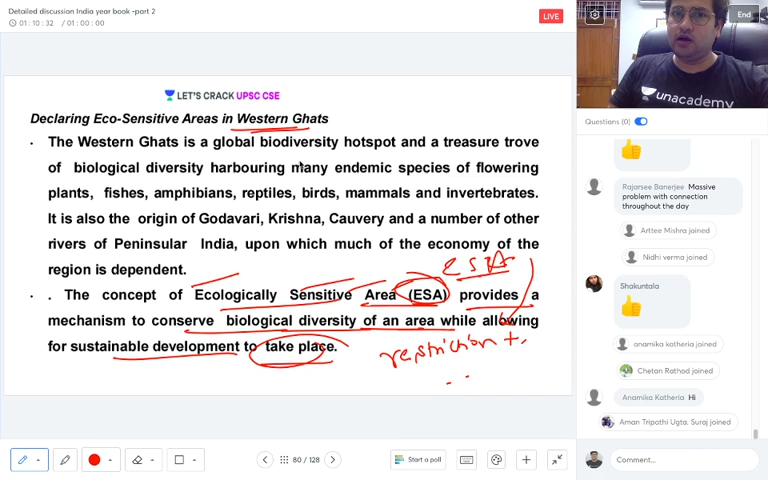 Detailed discussion India year book -part 2
01:10:32 / 01:00:00
LIVE
End
LET'S CRACK UPSC CSE
unacademy
Declaring Eco-Sensitive Areas in Western Ghats
Questions (0)
• The Western Ghats is a global biodiversity hotspot and a treasure trove
of biological diversity harbouring many endemic species of flowering
plants, fishes, amphibians, reptiles, birds, mammals and invertebrates.
It is also the origin of Godavari, Krishna, Cauvery and a number of other
rivers of Peninsular India, upon which much of the economy of the
region is dependent.
ESA
• . The concept of Ecologically Sensitive Area (ESA) provides a
mechanism to conserve biological diversity of an area while allowing
for sustainable development to take place.
restriction +
Rajarsee Banerjee Massive
problem with connection
throughout the day
Arttee Mishra joined
Nidhi verma joined
Shakuntala
anamika katheria joined
Chetan Rathod joined
Anamika Katheria Hi
Aman Tripathi Ugta. Suraj joined
80 / 128
Start a poll
Comment...